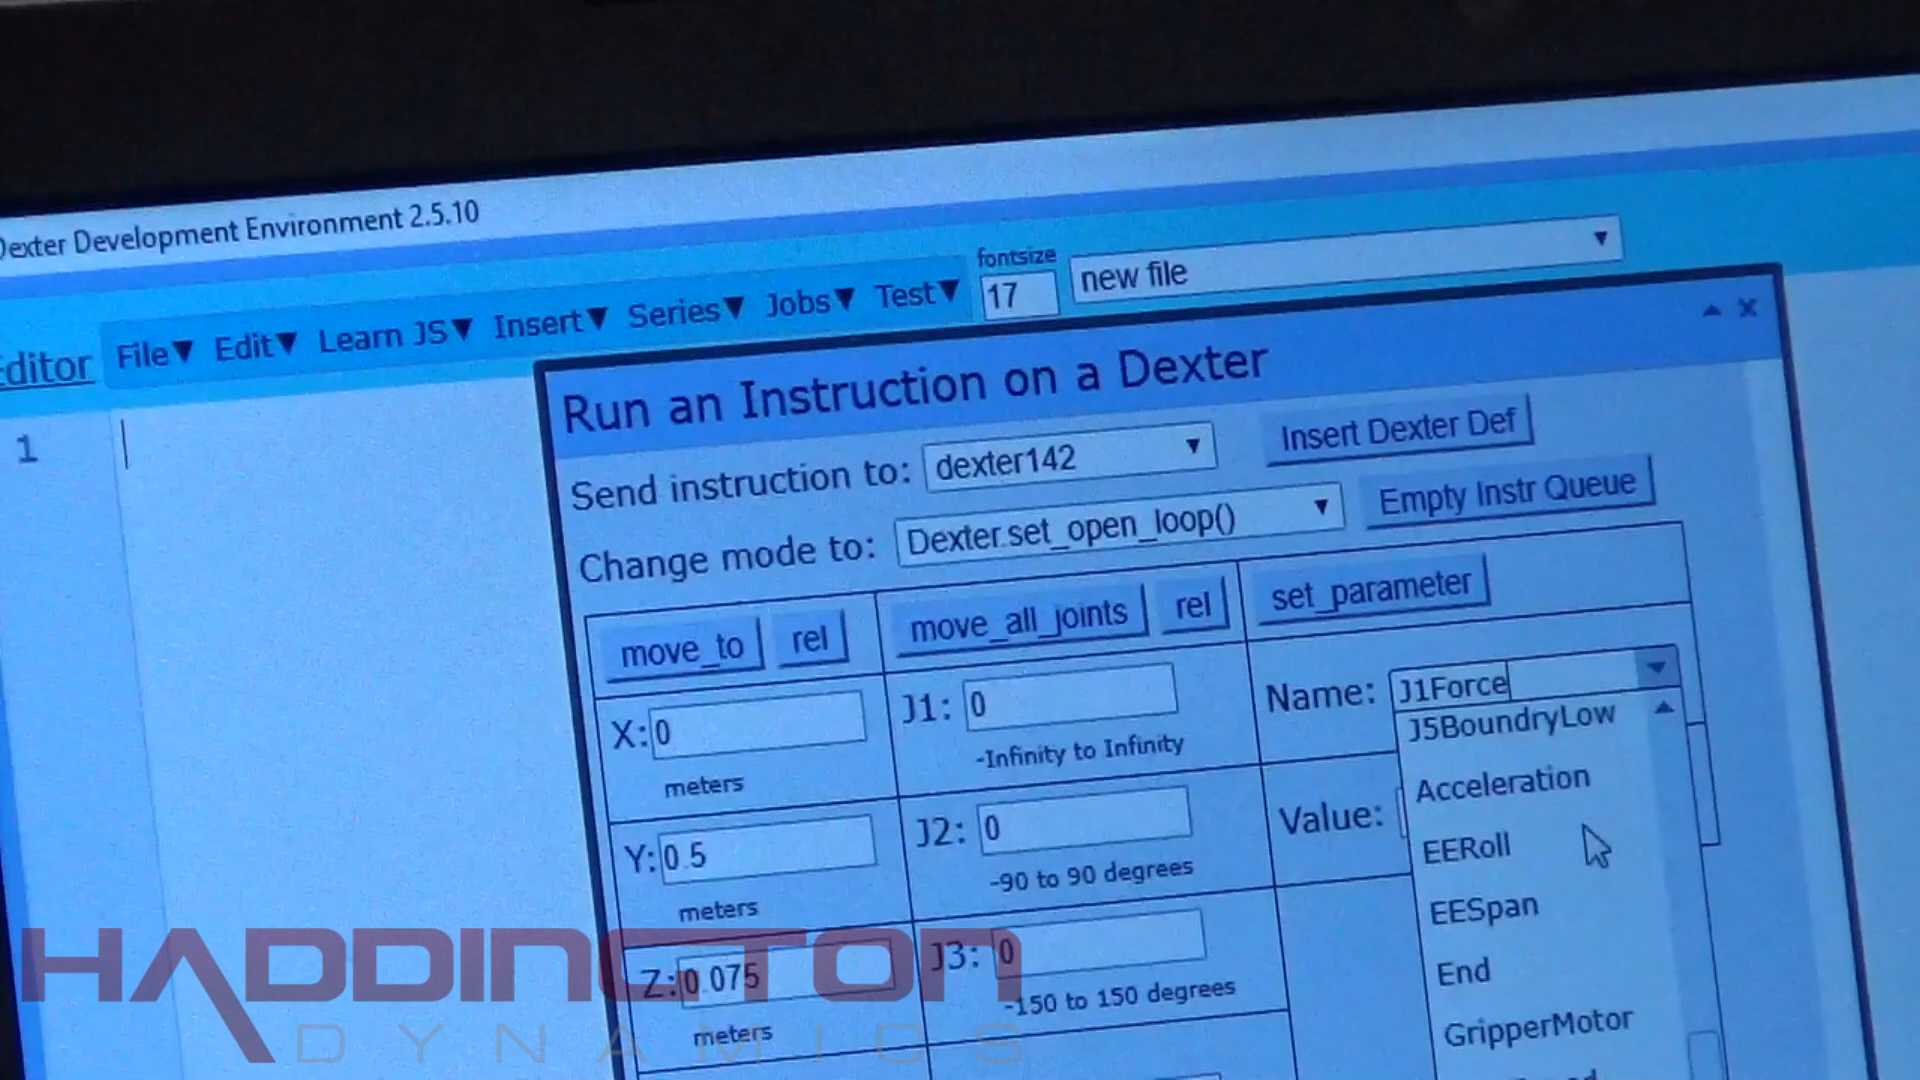 Dexter Development Environment 2.5.10
Editor File▼ Edit▼ Learn JS▼ Insert▼ Series▼ Jobs▼ Test▼
fontsize
17
new file
1
Run an Instruction on a Dexter
Send instruction to: dexter142
Insert Dexter Def
Change mode to: Dexter.set_open_loop()
Empty Instr Queue
move_to rel
move_all_joints rel
set_parameter
X: 0
meters
J1: 0
-Infinity to Infinity
Name: J1Force
J5BoundryLow
Acceleration
EERoll
EESpan
End
GripperMotor
Y: 0.5
meters
J2: 0
-90 to 90 degrees
Value:
Z: 0.075
meters
J3: 0
-150 to 150 degrees
HADDINGTON
DYNAMICS